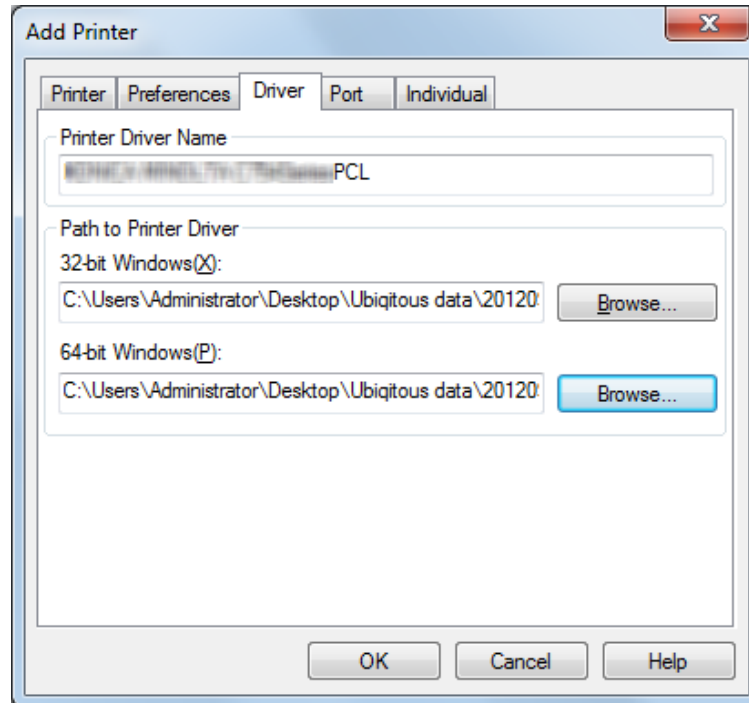 Add Printer
Printer Preferences Driver Port Individual
Printer Driver Name
PCL
Path to Printer Driver
32-bit Windows(X):
C:\Users\Administrator\Desktop\Ubiqitous data\20120
Browse...
64-bit Windows(P):
C:\Users\Administrator\Desktop\Ubiqitous data\20120
Browse...
OK Cancel Help